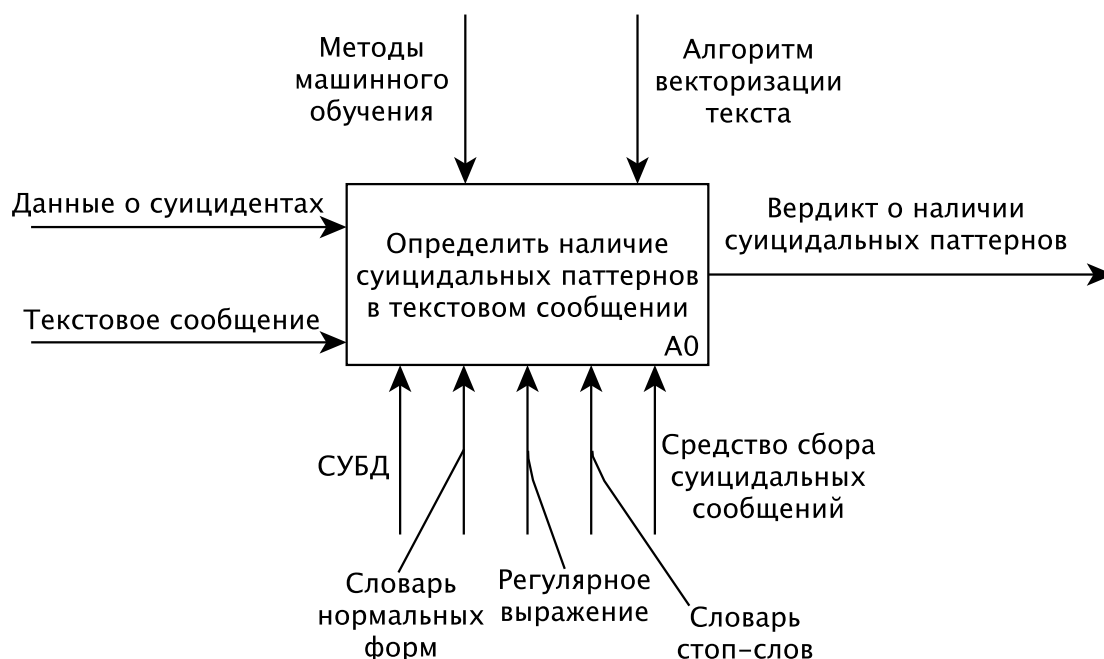 Методы
машинного
обучения
Алгоритм
векторизации
текста
Данные о суицидентах
Текстовое сообщение
Определить наличие
суицидальных паттернов
в текстовом сообщении
A0
Вердикт о наличии
суицидальных паттернов
СУБД
Словарь
нормальных
форм
Регулярное
выражение
Словарь
стоп-слов
Средство сбора
суицидальных
сообщений